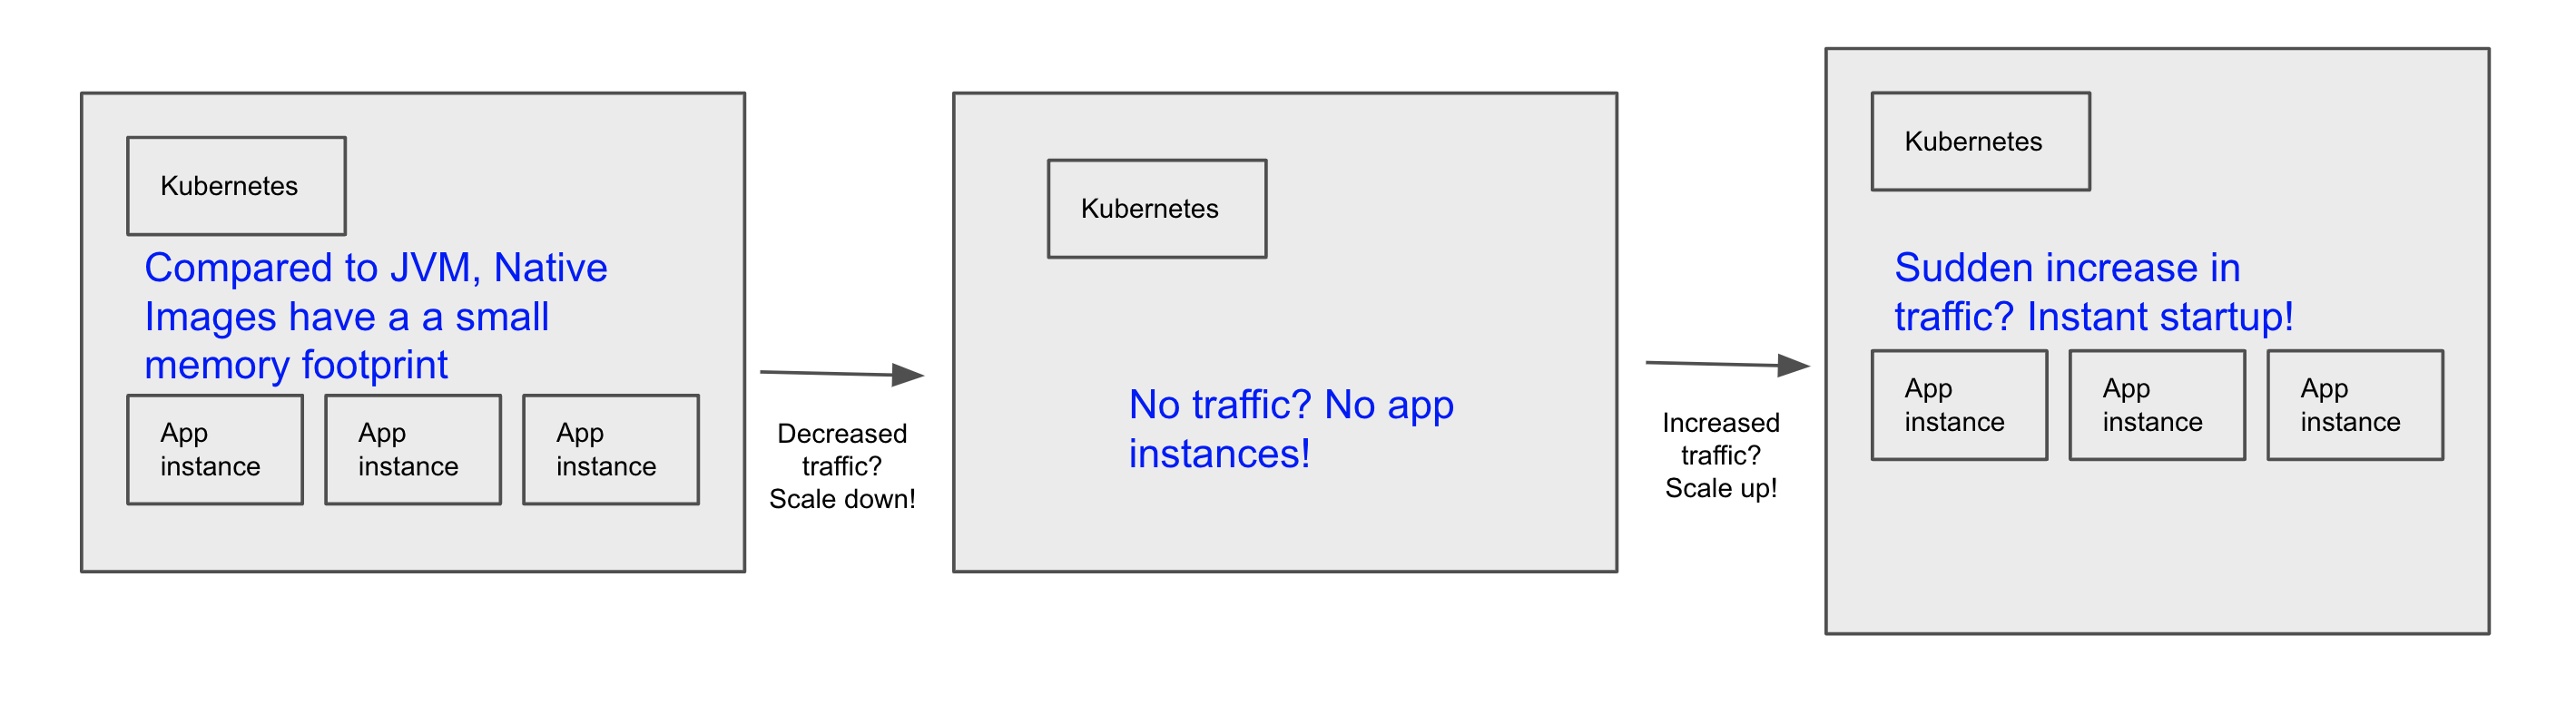 Kubernetes
Compared to JVM, Native
Images have a a small
memory footprint
App
instance
App
instance
App
instance
Decreased
traffic?
Scale down!
Kubernetes
No traffic? No app
instances!
Increased
traffic?
Scale up!
Kubernetes
Sudden increase in
traffic? Instant startup!
App
instance
App
instance
App
instance